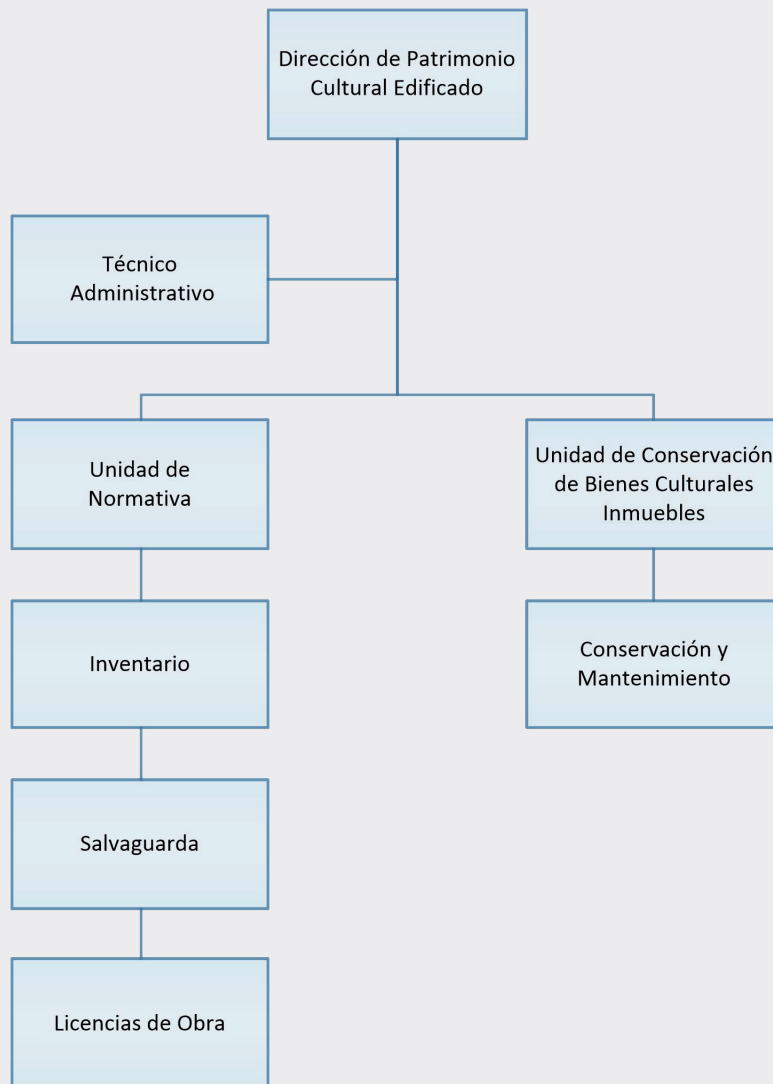 Dirección de Patrimonio
Cultural Edificado
Técnico
Administrativo
Unidad de
Normativa
Unidad de Conservación
de Bienes Culturales
Inmuebles
Inventario
Conservación y
Mantenimiento
Salvaguarda
Licencias de Obra